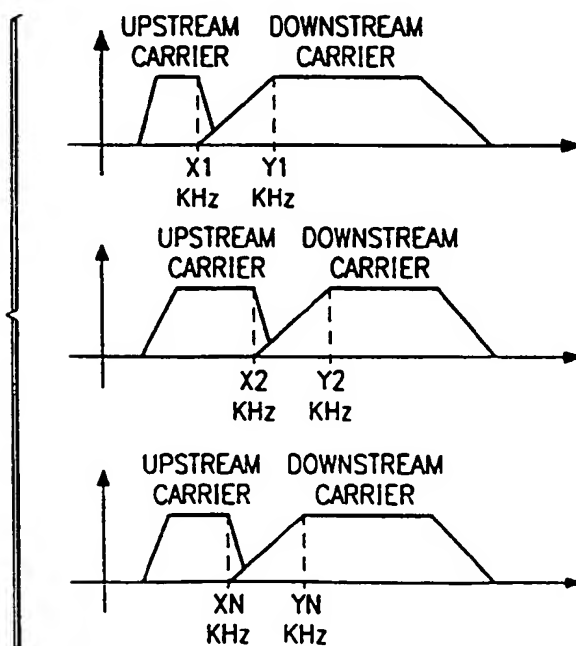 UPSTREAM DOWNSTREAM
CARRIER CARRIER
X1 Y1
KHz KHz
UPSTREAM DOWNSTREAM
CARRIER CARRIER
X2 Y2
KHz KHz
UPSTREAM DOWNSTREAM
CARRIER CARRIER
XN YN
KHz KHz